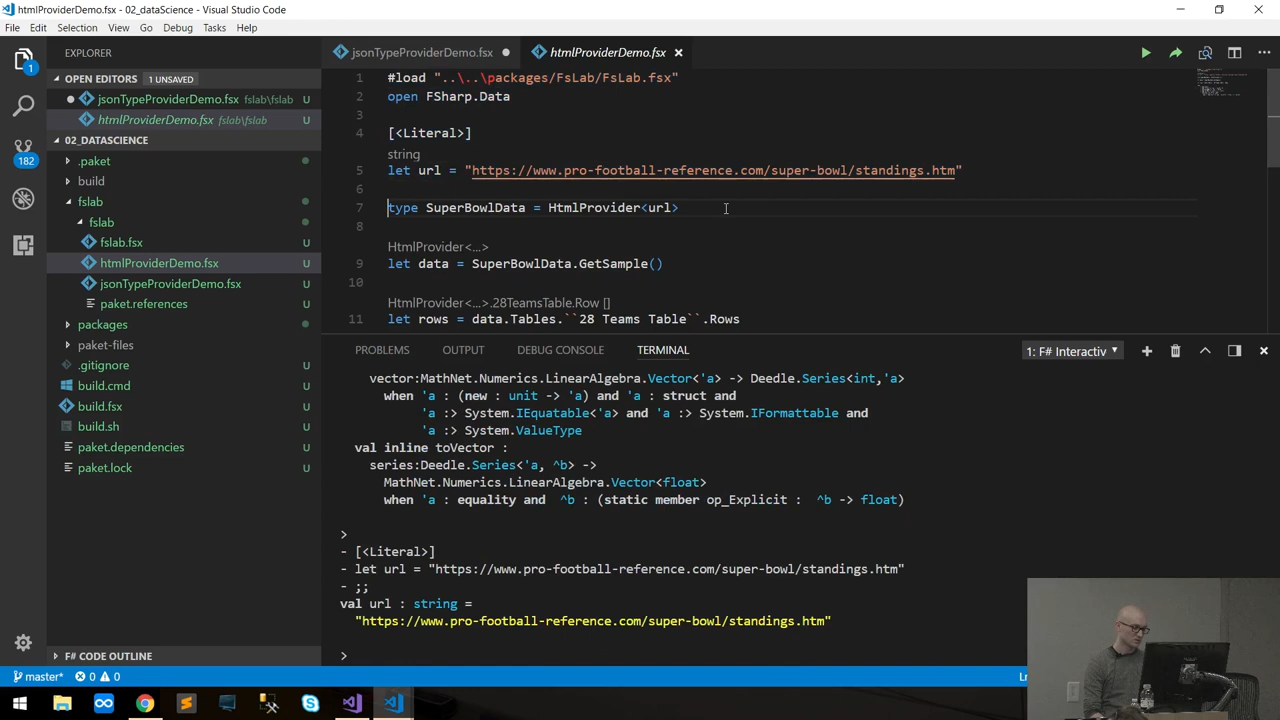 htmlProviderDemo.fsx - 02_dataScience - Visual Studio Code
File Edit Selection View Go Debug Tasks Help
EXPLORER
OPEN EDITORS 1 UNSAVED
jsonTypeProviderDemo.fsx fslab\fslab U
htmlProviderDemo.fsx fslab\fslab U
02_DATASCIENCE
.paket
build
fslab
fslab
fslab.fsx U
htmlProviderDemo.fsx U
jsonTypeProviderDemo.fsx U
paket.references U
packages
paket-files
.gitignore U
build.cmd U
build.fsx U
build.sh U
paket.dependencies U
paket.lock U
F# CODE OUTLINE
1
182
jsonTypeProviderDemo.fsx htmlProviderDemo.fsx
1 #load "..\..\packages/FsLab/FsLab.fsx"
2 open FSharp.Data
3
4 [<Literal>]
string
5 let url = "https://www.pro-football-reference.com/super-bowl/standings.htm"
6
7 type SuperBowlData = HtmlProvider<url>
8
HtmlProvider<...>
9 let data = SuperBowlData.GetSample()
10
HtmlProvider<...>.28TeamsTable.Row []
11 let rows = data.Tables.``28 Teams Table``.Rows
PROBLEMS OUTPUT DEBUG CONSOLE TERMINAL 1: F# Interactiv
vector:MathNet.Numerics.LinearAlgebra.Vector<'a> -> Deedle.Series<int,'a>
when 'a : (new : unit -> 'a) and 'a : struct and
'a :> System.IEquatable<'a> and 'a :> System.IFormattable and
'a :> System.ValueType
val inline toVector :
series:Deedle.Series<'a, ^b> ->
MathNet.Numerics.LinearAlgebra.Vector<float>
when 'a : equality and ^b : (static member op_Explicit : ^b -> float)
>
- [<Literal>]
- let url = "https://www.pro-football-reference.com/super-bowl/standings.htm"
- ;;
val url : string =
"https://www.pro-football-reference.com/super-bowl/standings.htm"
>
master* 0 0 Ln